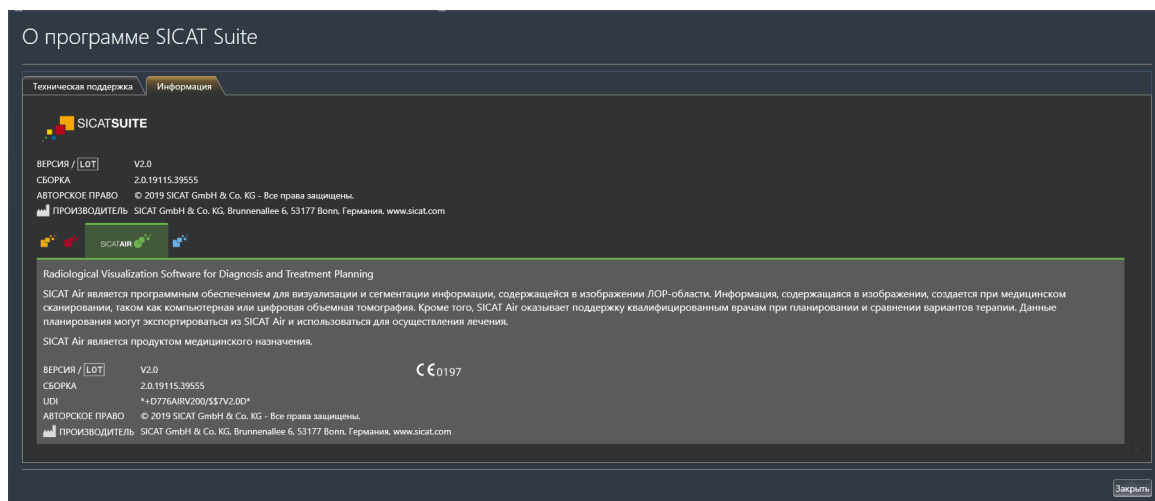 О программе SICAT Suite
Техническая поддержка
Информация
SICATSUITE
ВЕРСИЯ / LOT V2.0
СБОРКА 2.0.19115.39555
АВТОРСКОЕ ПРАВО © 2019 SICAT GmbH & Co. KG - Все права защищены.
ПРОИЗВОДИТЕЛЬ SICAT GmbH & Co. KG, Brunnenallee 6, 53177 Bonn, Германия, www.sicat.com
SICATAIR
Radiological Visualization Software for Diagnosis and Treatment Planning
SICAT Air является программным обеспечением для визуализации и сегментации информации, содержащейся в изображении ЛОР-области. Информация, содержащаяся в изображении, создается при медицинском
сканировании, таком как компьютерная или цифровая объемная томография. Кроме того, SICAT Air оказывает поддержку квалифицированным врачам при планировании и сравнении вариантов терапии. Данные
планирования могут экспортироваться из SICAT Air и использоваться для осуществления лечения.
SICAT Air является продуктом медицинского назначения.
ВЕРСИЯ / LOT V2.0 CE0197
СБОРКА 2.0.19115.39555
UDI *+D776AIRV200/$$7V2.0D*
АВТОРСКОЕ ПРАВО © 2019 SICAT GmbH & Co. KG - Все права защищены.
ПРОИЗВОДИТЕЛЬ SICAT GmbH & Co. KG, Brunnenallee 6, 53177 Bonn, Германия, www.sicat.com
Закрыть